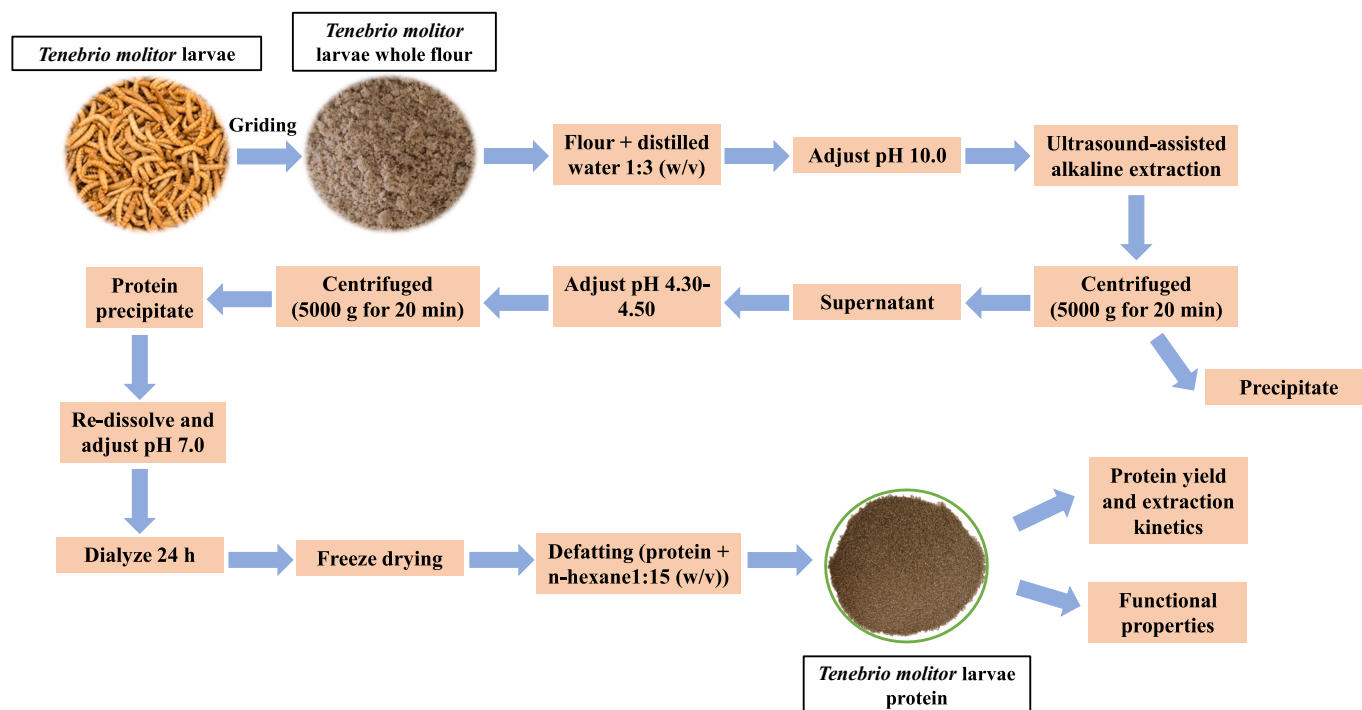 Tenebrio molitor larvae
Tenebrio molitor
larvae whole flour
Griding
Flour + distilled
water 1:3 (w/v)
Adjust pH 10.0
Ultrasound-assisted
alkaline extraction
Centrifuged
(5000 g for 20 min)
Precipitate
Supernatant
Adjust pH 4.30-
4.50
Centrifuged
(5000 g for 20 min)
Protein
precipitate
Re-dissolve and
adjust pH 7.0
Dialyze 24 h
Freeze drying
Defatting (protein +
n-hexane1:15 (w/v))
Tenebrio molitor larvae
protein
Protein yield
and extraction
kinetics
Functional
properties